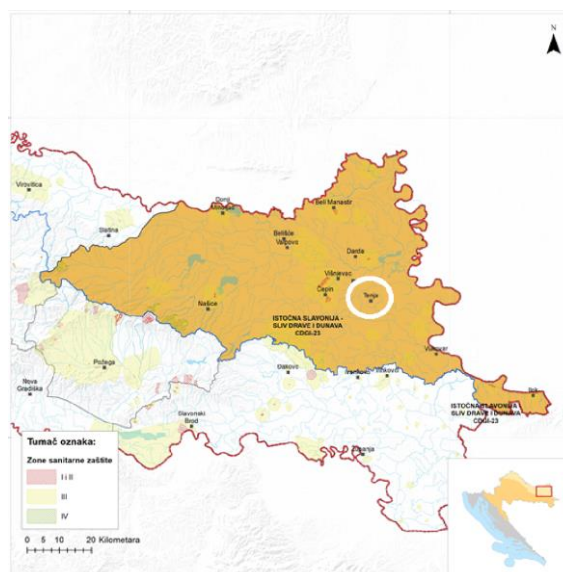 N
Virovitica
Slatina
Donji
Miholjac
Beli Manastir
Belišće
Valpovo
Darda
Višnjevac
Čepin
Tenja
Našice
ISTOČNA SLAVONIJA -
SLIV DRAVE I DUNAVA
CDGI-23
Vukovar
Požega
Đakovo
Vinkovci
Nova
Gradiška
Ilok
ISTOČNA SLAVONIJA -
SLIV DRAVE I DUNAVA
CDGI-23
Slavonski
Brod
Županja
Tumač oznaka:
Zone sanitarne zaštite
I i II
III
IV
0 5 10 20 Kilometara